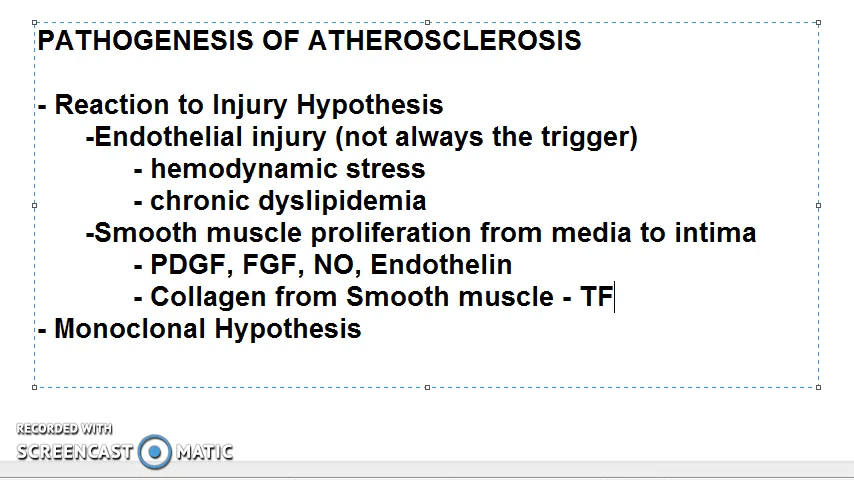 PATHOGENESIS OF ATHEROSCLEROSIS
- Reaction to Injury Hypothesis
-Endothelial injury (not always the trigger)
- hemodynamic stress
- chronic dyslipidemia
-Smooth muscle proliferation from media to intima
- PDGF, FGF, NO, Endothelin
- Collagen from Smooth muscle - TF
- Monoclonal Hypothesis
RECORDED WITH
SCREENCAST MATIC